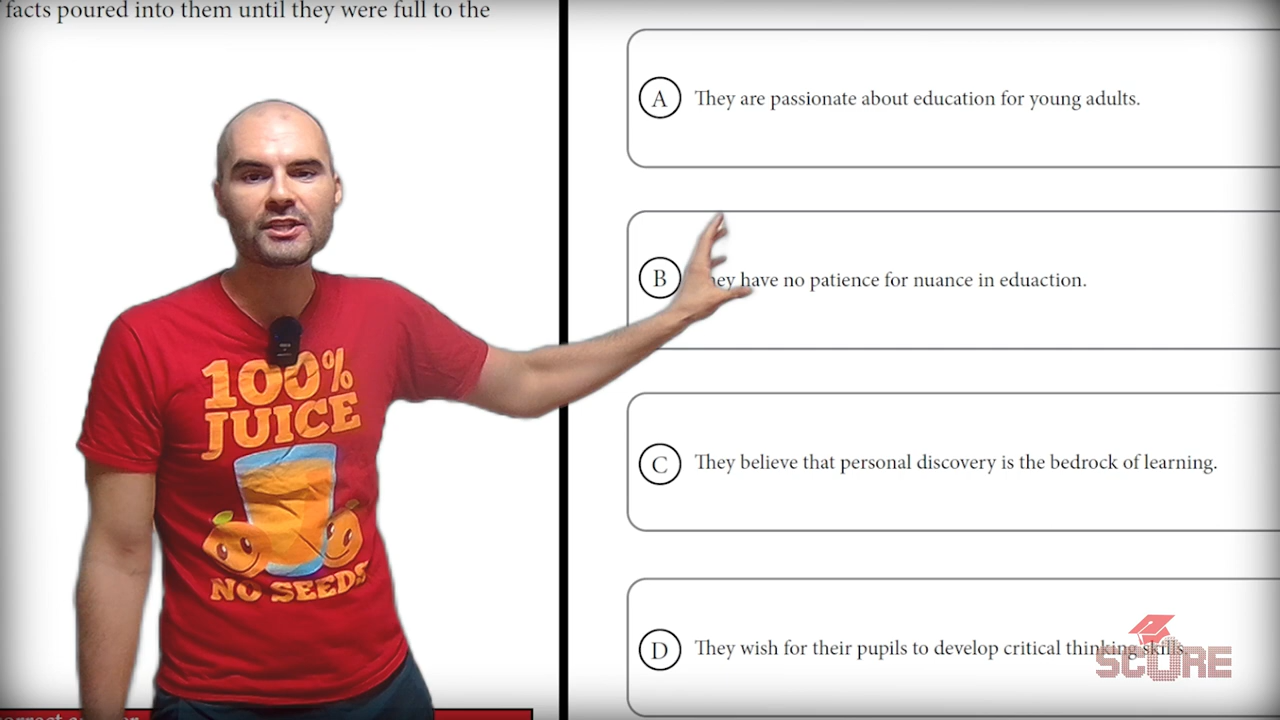 facts poured into them until they were full to the
A They are passionate about education for young adults.
B They have no patience for nuance in eduaction.
C They believe that personal discovery is the bedrock of learning.
D They wish for their pupils to develop critical thinking skills.
100%
JUICE
NO SEEDS
SCORE